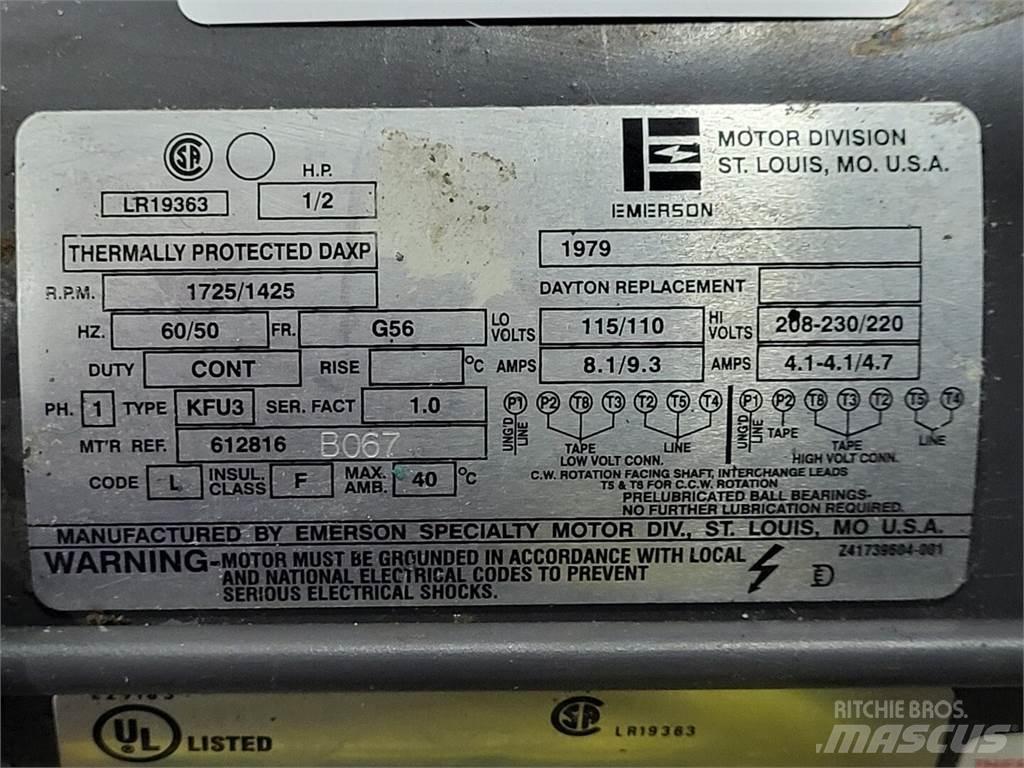 MOTOR DIVISION
ST. LOUIS, MO. U.S.A.
EMERSON
LR19363
H.P.
1/2
THERMALLY PROTECTED DAXP
1979
R.P.M. 1725/1425
DAYTON REPLACEMENT
HZ. 60/50 FR. G56
LO VOLTS 115/110 HI VOLTS 208-230/220
DUTY CONT RISE °C AMPS 8.1/9.3 AMPS 4.1-4.1/4.7
PH. 1 TYPE KFU3 SER. FACT 1.0
P1 P2 T8 T3 T2 T5 T4 P1 P2 T8 T3 T2 T5 T4
UNG'D LINE TAPE LINE UNG'D LINE TAPE TAPE LINE
LOW VOLT CONN. HIGH VOLT CONN.
MT'R REF. 612816 B067
CODE L INSUL. CLASS F MAX. AMB. 40 °C
C.W. ROTATION FACING SHAFT, INTERCHANGE LEADS
T5 & T8 FOR C.C.W. ROTATION
PRELUBRICATED BALL BEARINGS-
NO FURTHER LUBRICATION REQUIRED.
MANUFACTURED BY EMERSON SPECIALTY MOTOR DIV., ST. LOUIS, MO U.S.A.
WARNING-MOTOR MUST BE GROUNDED IN ACCORDANCE WITH LOCAL
AND NATIONAL ELECTRICAL CODES TO PREVENT
SERIOUS ELECTRICAL SHOCKS.
Z41739604-001
UL LISTED
LR19363
RITCHIE BROS.
MASCUS